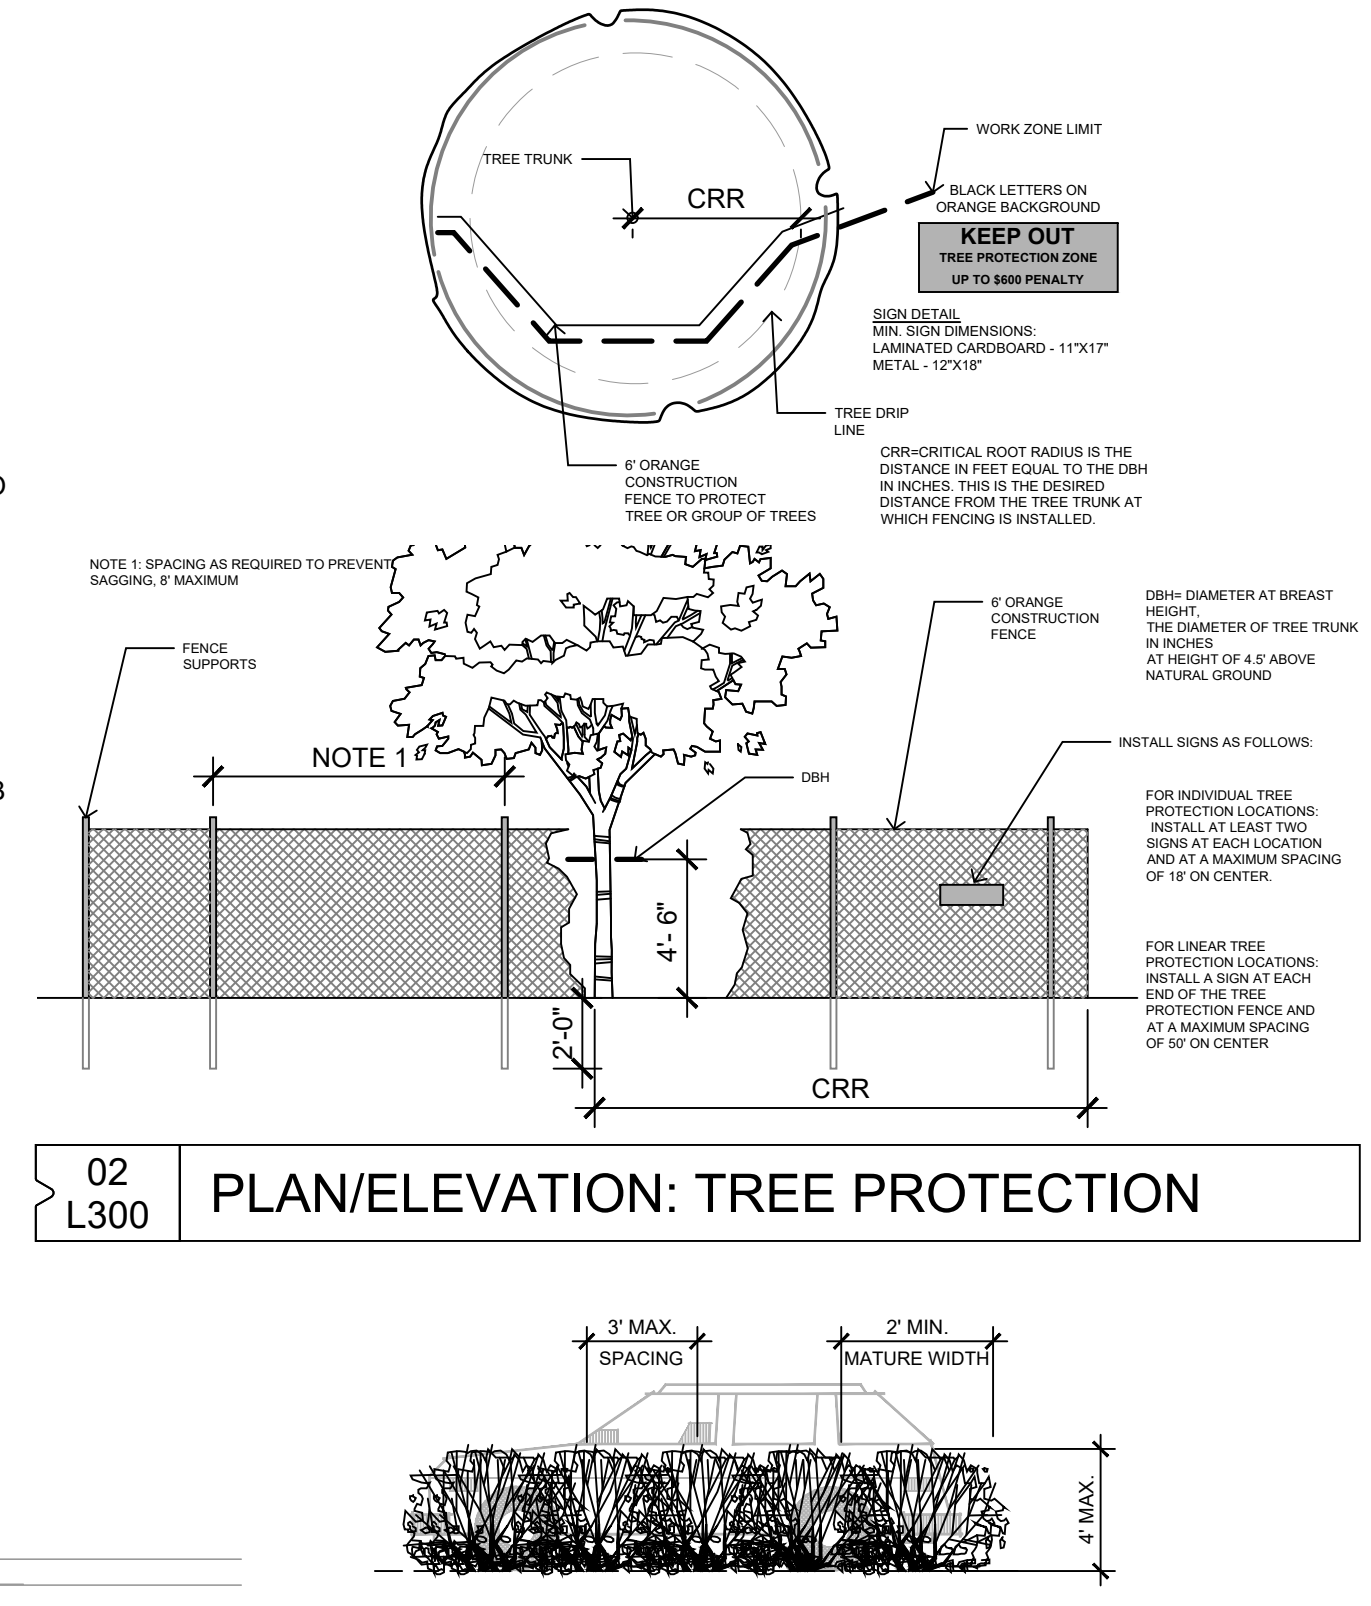 WORK ZONE LIMIT
TREE TRUNK
CRR
BLACK LETTERS ON
ORANGE BACKGROUND
KEEP OUT
TREE PROTECTION ZONE
UP TO $600 PENALTY
SIGN DETAIL
MIN. SIGN DIMENSIONS:
LAMINATED CARDBOARD - 11"X17"
METAL - 12"X18"
TREE DRIP
LINE
6' ORANGE
CONSTRUCTION
FENCE TO PROTECT
TREE OR GROUP OF TREES
CRR=CRITICAL ROOT RADIUS IS THE
DISTANCE IN FEET EQUAL TO THE DBH
IN INCHES. THIS IS THE DESIRED
DISTANCE FROM THE TREE TRUNK AT
WHICH FENCING IS INSTALLED.
NOTE 1: SPACING AS REQUIRED TO PREVENT
SAGGING, 8' MAXIMUM
FENCE
SUPPORTS
6' ORANGE
CONSTRUCTION
FENCE
DBH= DIAMETER AT BREAST
HEIGHT,
THE DIAMETER OF TREE TRUNK
IN INCHES
AT HEIGHT OF 4.5' ABOVE
NATURAL GROUND
NOTE 1
DBH
INSTALL SIGNS AS FOLLOWS:
FOR INDIVIDUAL TREE
PROTECTION LOCATIONS:
INSTALL AT LEAST TWO
SIGNS AT EACH LOCATION
AND AT A MAXIMUM SPACING
OF 18' ON CENTER.
4'- 6"
FOR LINEAR TREE
PROTECTION LOCATIONS:
INSTALL A SIGN AT EACH
END OF THE TREE
PROTECTION FENCE AND
AT A MAXIMUM SPACING
OF 50' ON CENTER
2'-0"
CRR
02
L300
PLAN/ELEVATION: TREE PROTECTION
3' MAX.
SPACING
2' MIN.
MATURE WIDTH
4' MAX.